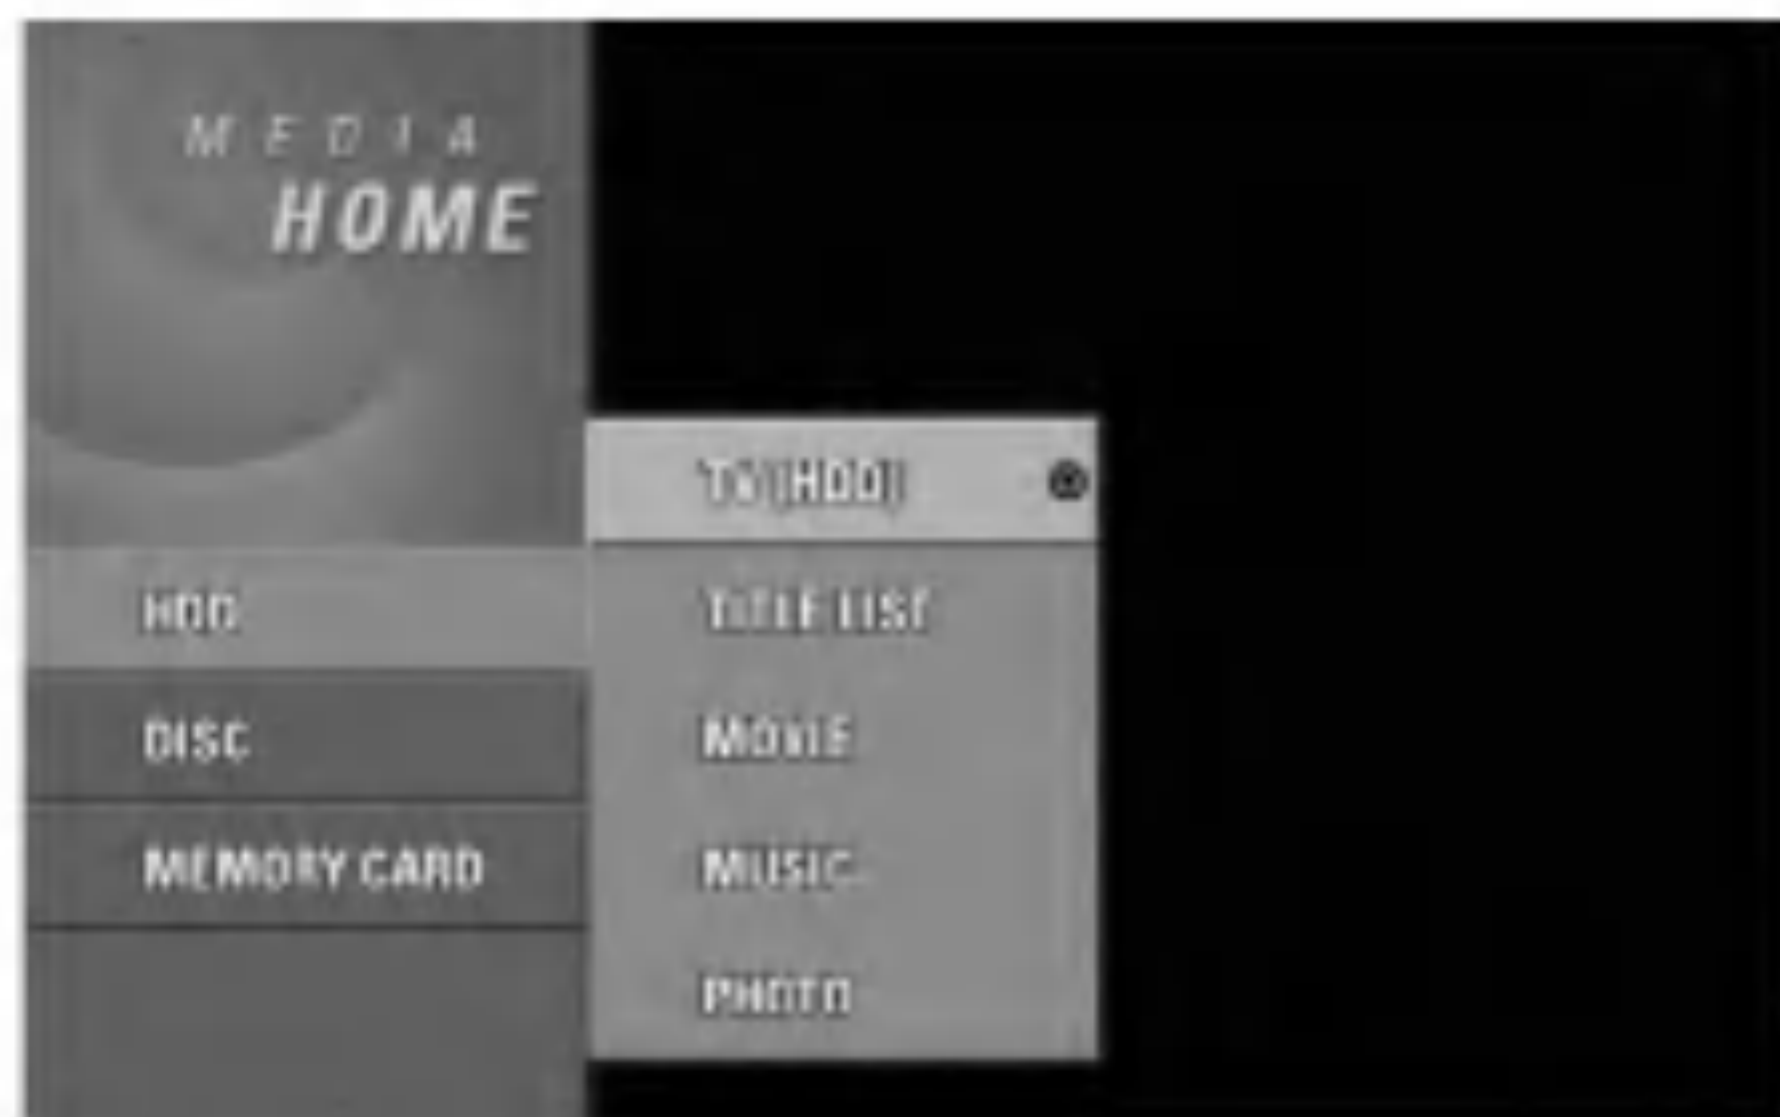 MEDIA
HOME
HDD
DISC
MEMORY CARD
TV (HDD)
TITLE LIST
MOVIE
MUSIC
PHOTO